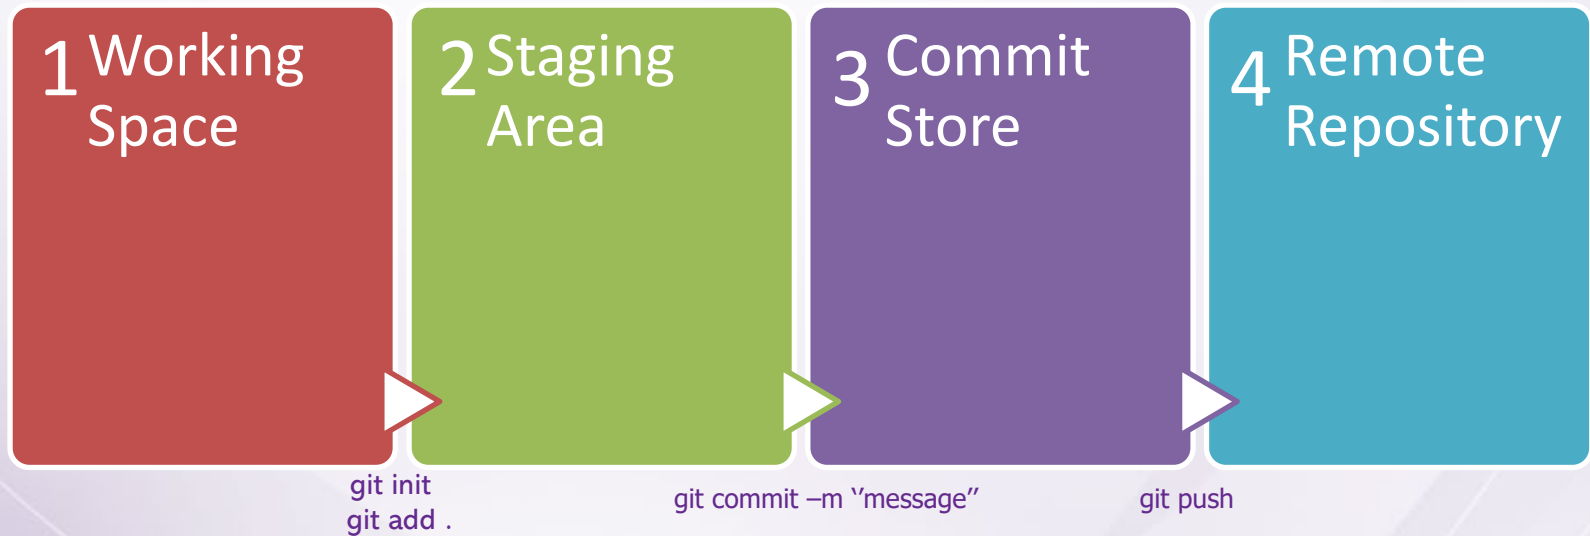 1 Working
Space
2 Staging
Area
3 Commit
Store
4 Remote
Repository
git init
git add .
git commit –m ‘’message’’
git push